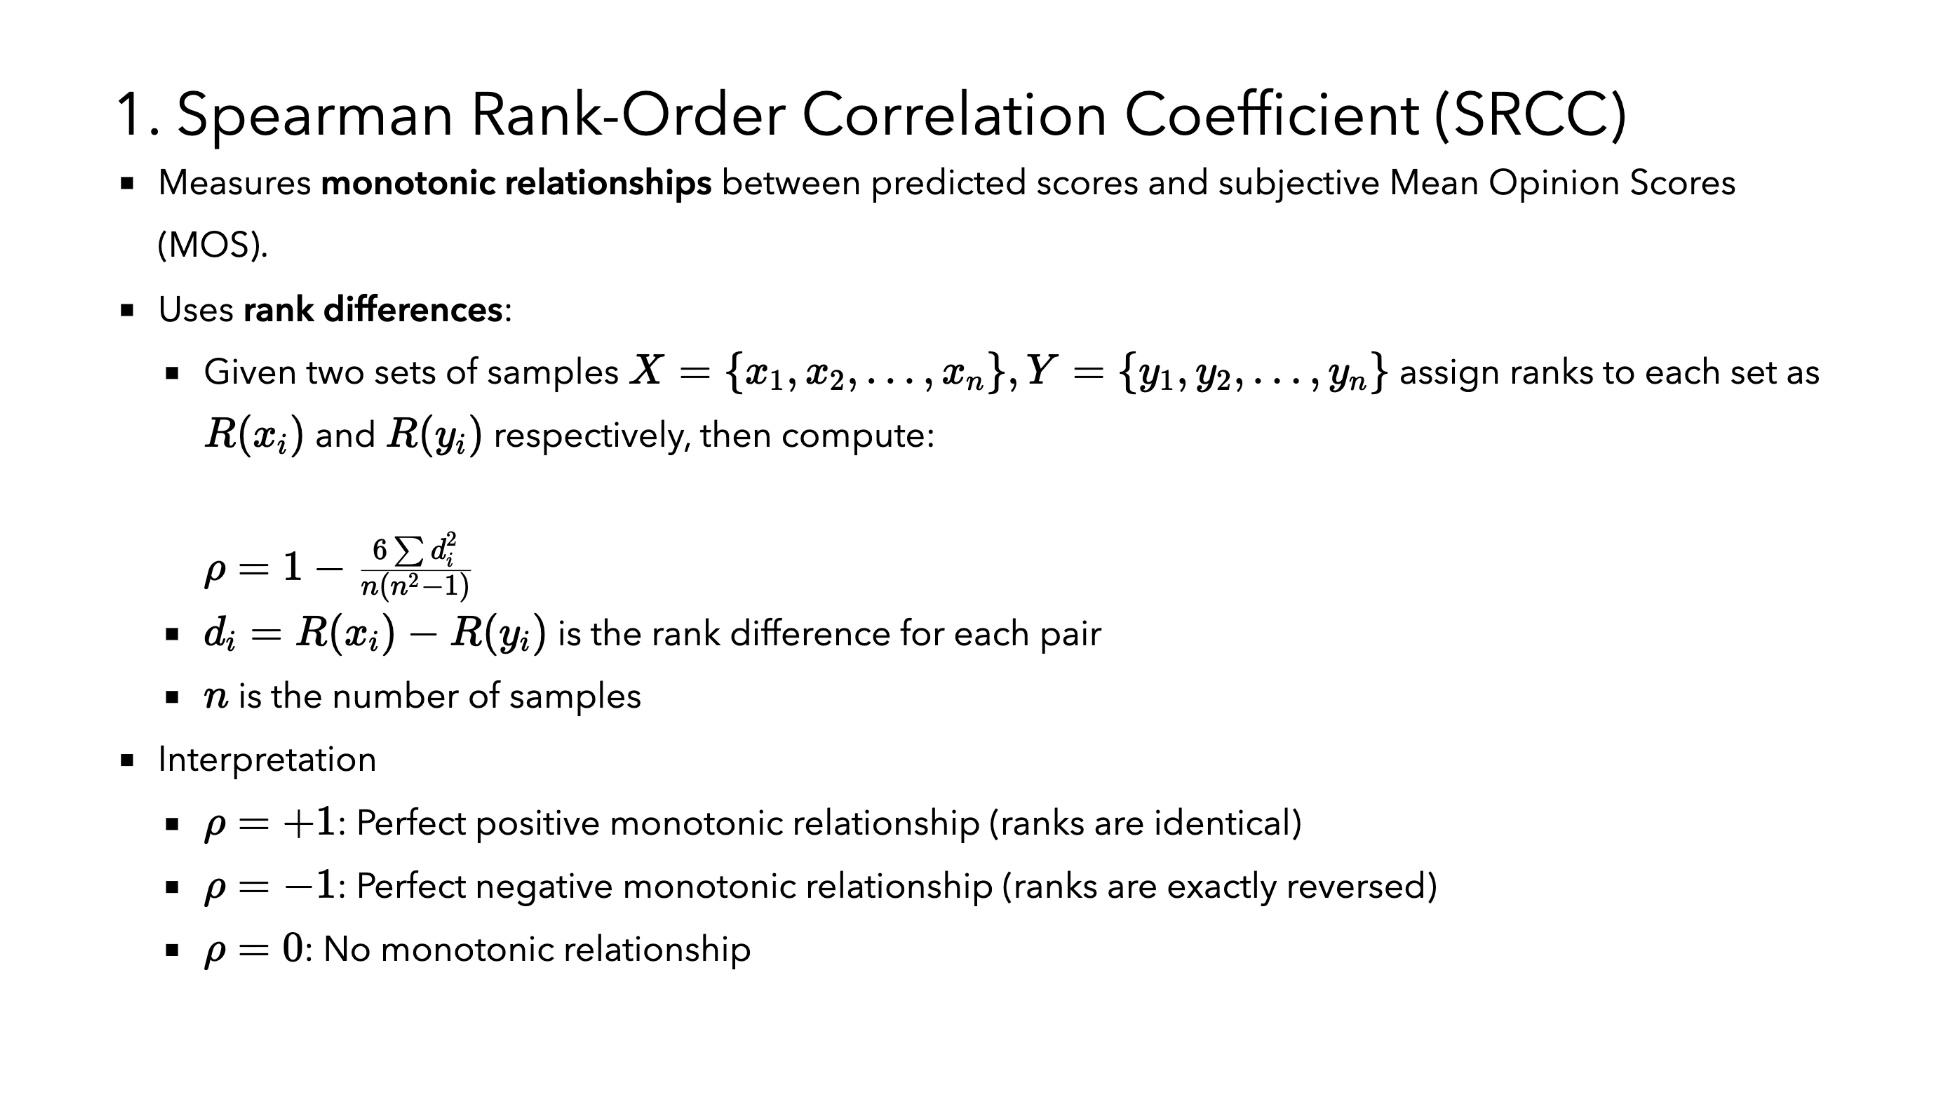 1. Spearman Rank-Order Correlation Coefficient (SRCC)
▪ Measures monotonic relationships between predicted scores and subjective Mean Opinion Scores
(MOS).
▪ Uses rank differences:
▪ Given two sets of samples X = {x₁, x₂, . . . , xₙ}, Y = {y₁, y₂, . . . , yₙ} assign ranks to each set as
R(xᵢ) and R(yᵢ) respectively, then compute:
ρ = 1 − \frac{6 ∑ d_i^2}{n(n^2−1)}
▪ dᵢ = R(xᵢ) − R(yᵢ) is the rank difference for each pair
▪ n is the number of samples
▪ Interpretation
▪ ρ = +1: Perfect positive monotonic relationship (ranks are identical)
▪ ρ = −1: Perfect negative monotonic relationship (ranks are exactly reversed)
▪ ρ = 0: No monotonic relationship